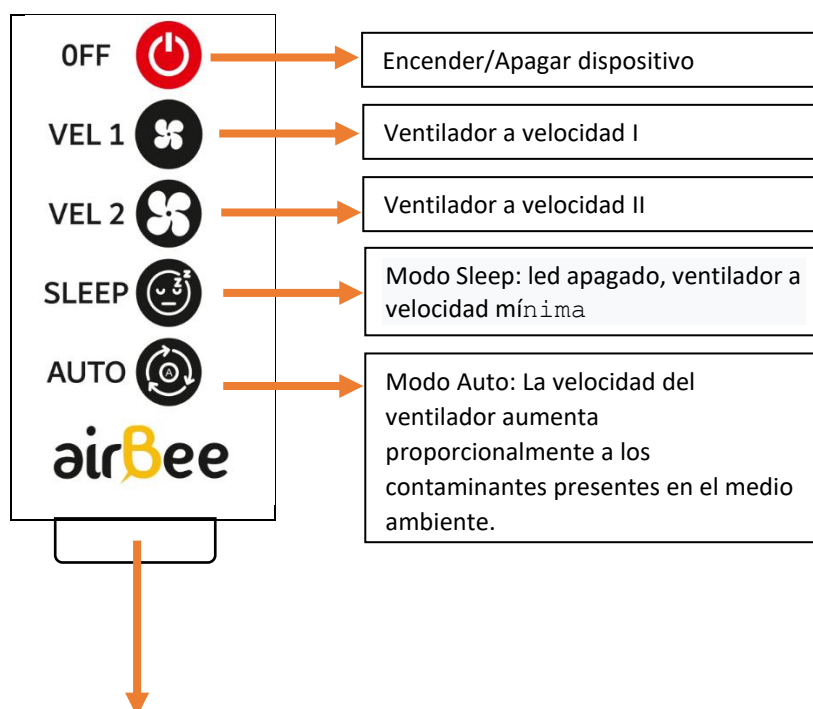 0FF
Encender/Apagar dispositivo
VEL 1
Ventilador a velocidad I
VEL 2
Ventilador a velocidad II
SLEEP
z z z
Modo Sleep: led apagado, ventilador a
velocidad mínima
AUTO
A
Modo Auto: La velocidad del
ventilador aumenta
proporcionalmente a los
contaminantes presentes en el medio
ambiente.
airBee